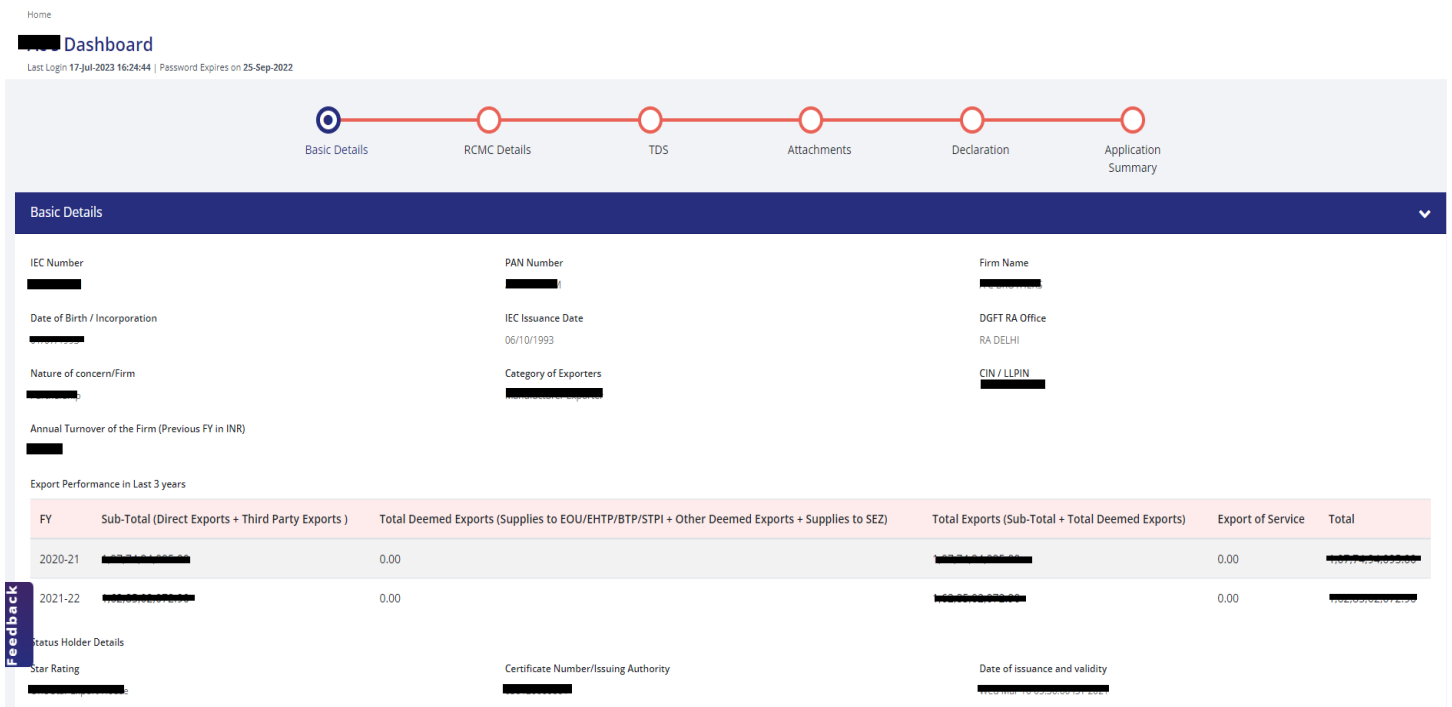 Home
Dashboard
Last Login 17-Jul-2023 16:24:44 | Password Expires on 25-Sep-2022
Basic Details
RCMC Details
TDS
Attachments
Declaration
Application Summary
Basic Details
IEC Number PAN Number Firm Name
Date of Birth / Incorporation IEC Issuance Date DGFT RA Office
06/10/1993 RA DELHI
Nature of concern/Firm Category of Exporters CIN / LLPIN
Annual Turnover of the Firm (Previous FY in INR)
Export Performance in Last 3 years
FY Sub-Total (Direct Exports + Third Party Exports ) Total Deemed Exports (Supplies to EOU/EHTP/BTP/STPI + Other Deemed Exports + Supplies to SEZ) Total Exports (Sub-Total + Total Deemed Exports) Export of Service Total
2020-21 0.00 0.00
2021-22 0.00 0.00
Feedback
Status Holder Details
Star Rating Certificate Number/Issuing Authority Date of issuance and validity